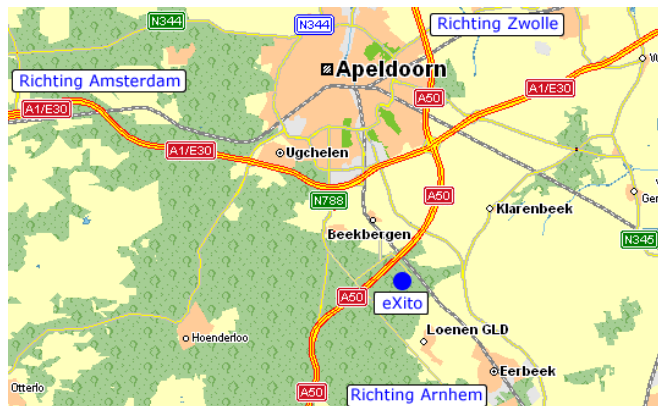 N344
N344
Richting Zwolle
Richting Amsterdam
Apeldoorn
A50
A1/E30
A1/E30
A1/E30
Ugchelen
N788
A50
Klarenbeek
Beekbergen
N345
A50
eXito
Loenen GLD
Hoenderloo
Eerbeek
Otterlo
A50
Richting Arnhem